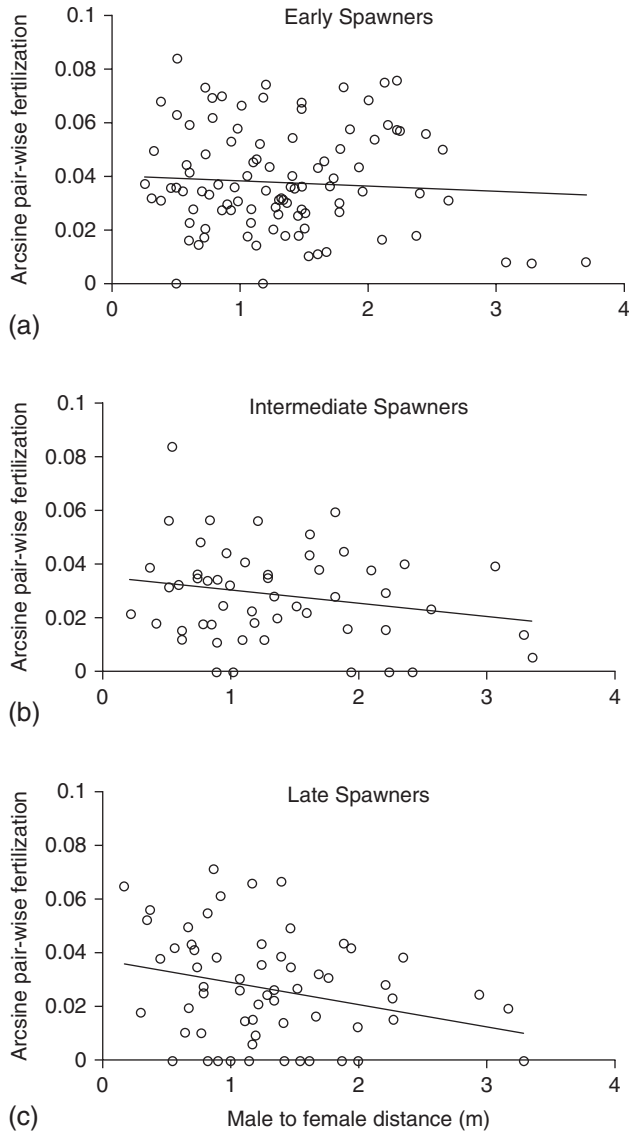 Early Spawners
Arcsine pair-wise fertilization
0.1
0.08
0.06
0.04
0.02
0
0 1 2 3 4
(a)
Intermediate Spawners
Arcsine pair-wise fertilization
0.1
0.08
0.06
0.04
0.02
0
0 1 2 3 4
(b)
Late Spawners
Arcsine pair-wise fertilization
0.1
0.08
0.06
0.04
0.02
0
0 1 2 3 4
(c)
Male to female distance (m)